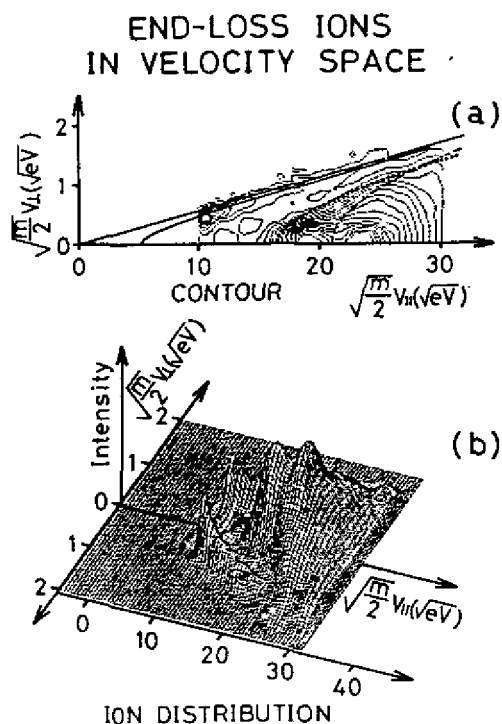 END-LOSS IONS
IN VELOCITY SPACE
(a)
2
1
0
√m/2 V⊥(√eV)
0 10 20 30
CONTOUR
√m/2 V∥(√eV)
(b)
Intensity
√m/2 V⊥(√eV)
2
1
0
1
2
0 10 20 30 40
√m/2 V∥(√eV)
ION DISTRIBUTION